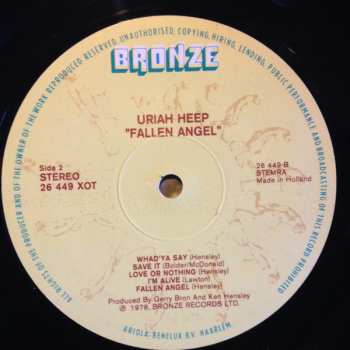 ALL RIGHTS OF THE PRODUCER AND OF THE OWNER OF THE WORK REPRODUCED RESERVED. UNAUTHORISED COPYING, HIRING, LENDING, PUBLIC PERFORMANCE AND BROADCASTING OF THIS RECORD PROHIBITED
BRONZE
URIAH HEEP
"FALLEN ANGEL"
Side 2
STEREO
26 449 XOT
26 449 B
STEMRA
Made in Holland
WHAD'YA SAY (Hensley)
SAVE IT (Bolder/McDonald)
LOVE OR NOTHING (Hensley)
I'M ALIVE (Lawton)
FALLEN ANGEL (Hensley)
Produced By Gerry Bron And Ken Hensley
℗ 1978, BRONZE RECORDS LTD.
ARIOLA-BENELUX B.V. HAARLEM